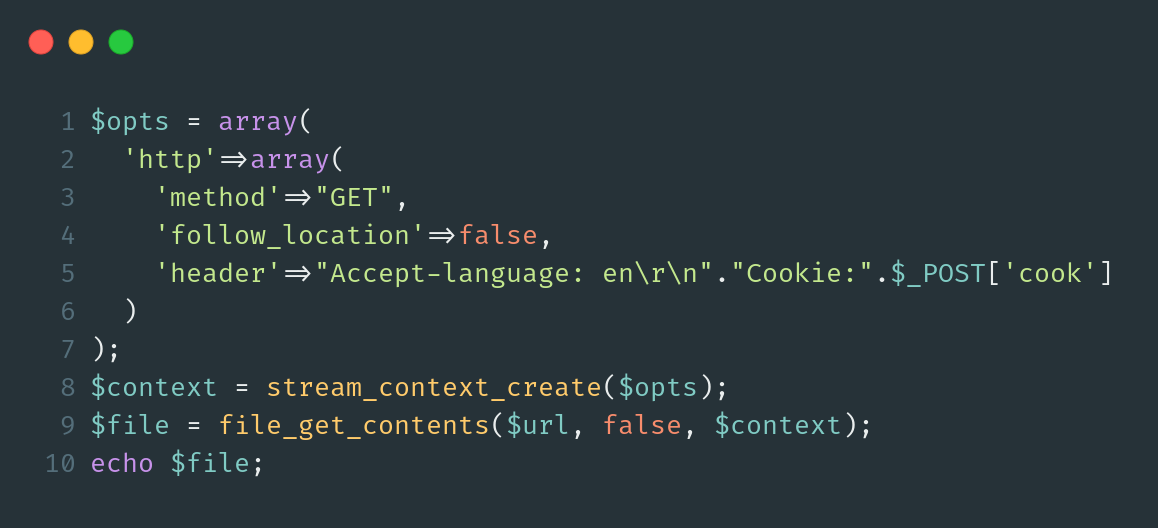 1 $opts = array(
2   'http'=>array(
3     'method'=>"GET",
4     'follow_location'=>false,
5     'header'=>"Accept-language: en\r\n"."Cookie:".$_POST['cook']
6   )
7 );
8 $context = stream_context_create($opts);
9 $file = file_get_contents($url, false, $context);
10 echo $file;